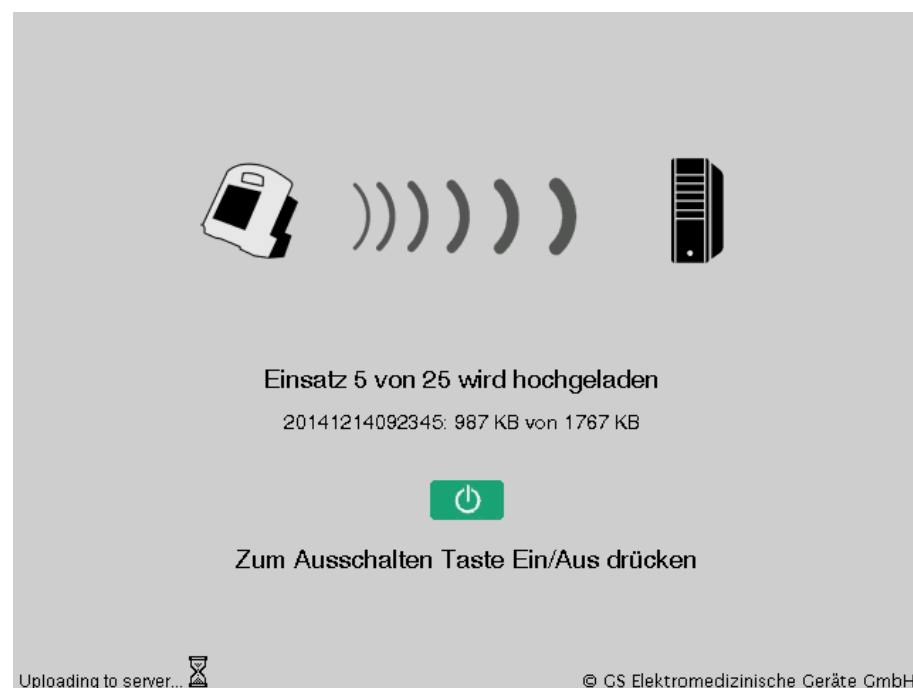 Einsatz 5 von 25 wird hochgeladen
20141214092345: 987 KB von 1767 KB
Zum Ausschalten Taste Ein/Aus drücken
Uploading to server...
© GS Elektromedizinische Geräte GmbH